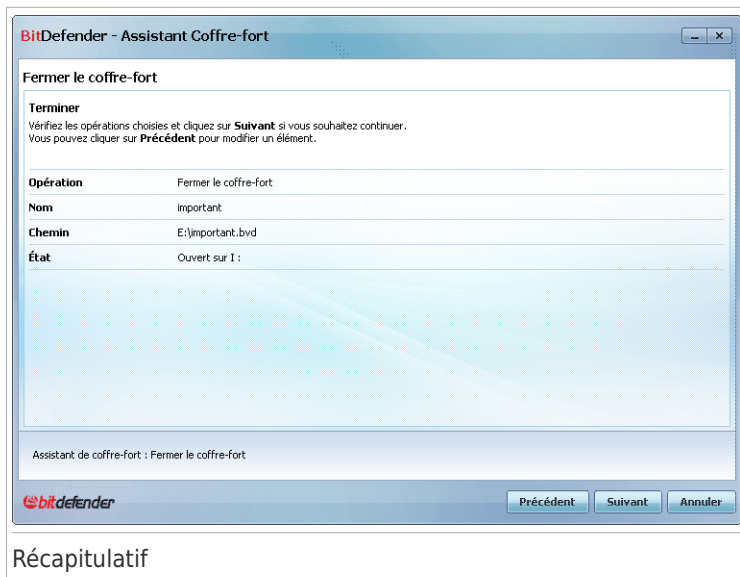 BitDefender - Assistant Coffre-fort
Fermer le coffre-fort
Terminer
Vérifiez les opérations choisies et cliquez sur Suivant si vous souhaitez continuer.
Vous pouvez cliquer sur Précédent pour modifier un élément.
Opération Fermer le coffre-fort
Nom important
Chemin E:\important.bvd
État Ouvert sur I :
Assistant de coffre-fort : Fermer le coffre-fort
bitdefender
Précédent Suivant Annuler
Récapitulatif